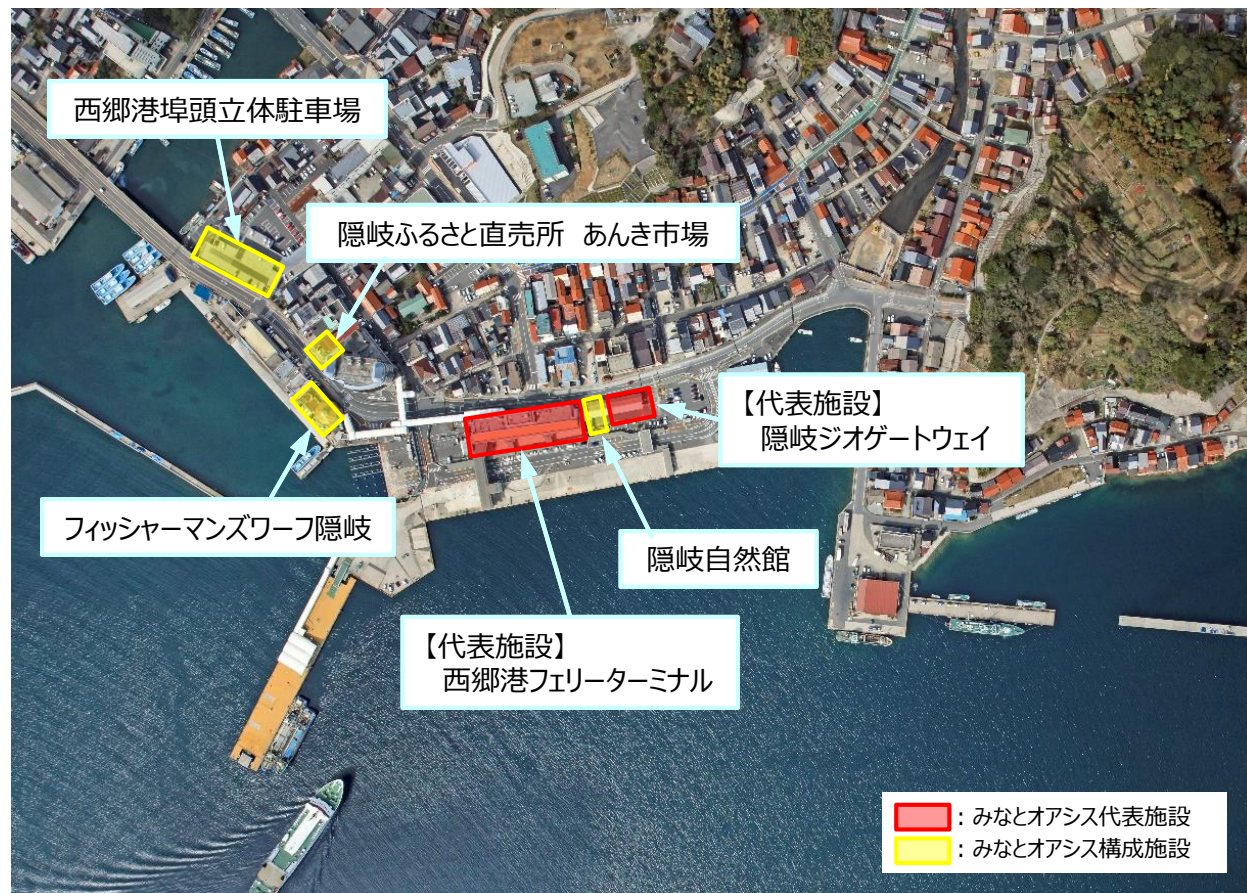 西郷港埠頭立体駐車場
隠岐ふるさと直売所 あんき市場
【代表施設】
隠岐ジオゲートウェイ
フィッシャーマンズワーフ隠岐
隠岐自然館
【代表施設】
西郷港フェリーターミナル
：みなとオアシス代表施設
：みなとオアシス構成施設